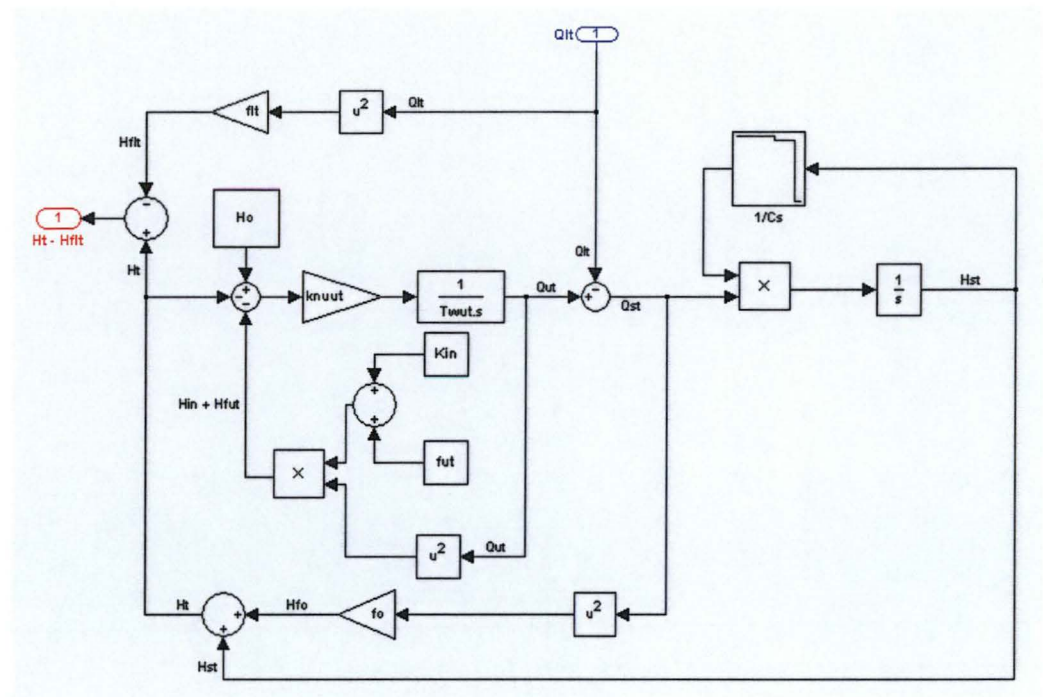 Qlt 1
flt
u²
Qlt
Hflt
1/Cs
−
+
1
Ht - Hflt
Ho
Ht
Qlt
+
−
−
knuut
1
Twut.s
Qut
−
+
Qst
×
1
s
Hst
Kin
+
+
Hin + Hfut
fut
×
u²
Qut
Ht
+
+
Hfo
fo
u²
Hst